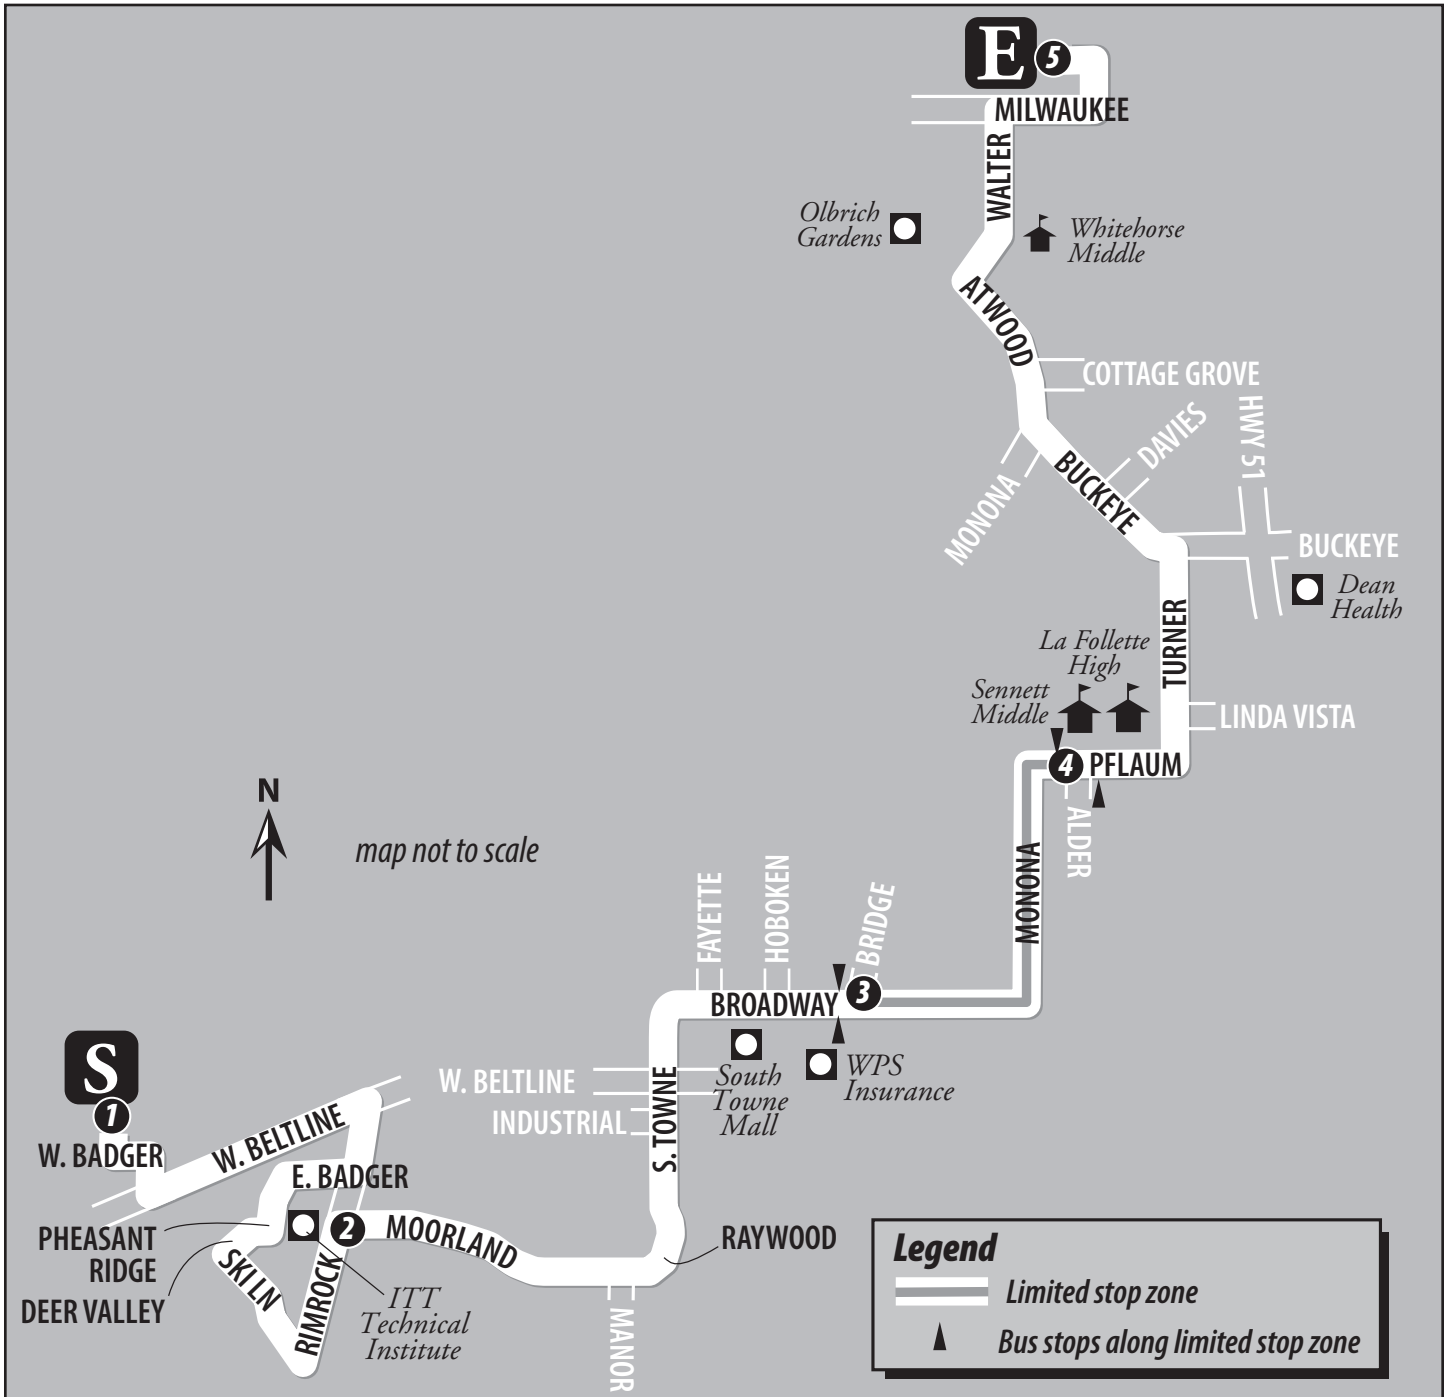 E 5
MILWAUKEE
WALTER
Olbrich
Gardens
Whitehorse
Middle
ATWOOD
COTTAGE GROVE
DAVIES
HWY 51
MONONA
BUCKEYE
BUCKEYE
Dean
Health
TURNER
La Follette
High
Sennett
Middle
LINDA VISTA
4 PFLAUM
ALDER
MONONA
N
map not to scale
FAYETTE
HOBOKEN
BRIDGE
BROADWAY 3
South
Towne
Mall
WPS
Insurance
W. BELTLINE
INDUSTRIAL
S. TOWNE
S
1
W. BADGER
W. BELTLINE
E. BADGER
PHEASANT
RIDGE
DEER VALLEY
SKI LN
RIMROCK
2 MOORLAND
RAYWOOD
ITT
Technical
Institute
MANOR
Legend
Limited stop zone
Bus stops along limited stop zone